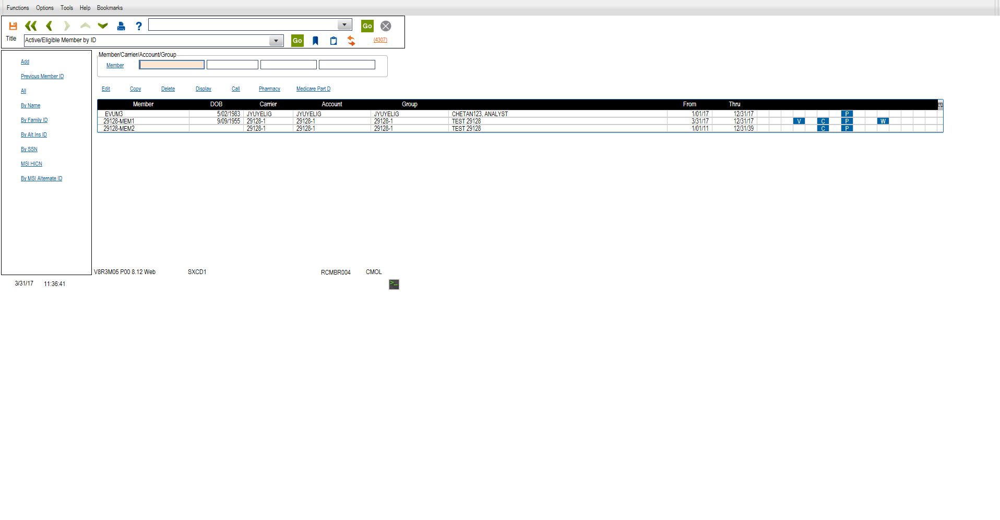 Functions Options Tools Help Bookmarks
Go
Title Active/Eligible Member by ID Go (4307)
Add
Previous Member ID
All
By Name
By Family ID
By Alt Ins ID
By SSN
MSI HICN
By MSI Alternate ID
Member/Carrier/Account/Group
Member
Edit Copy Delete Display Call Pharmacy Medicare Part D
Member DOB Carrier Account Group From Thru
EVUM3 5/02/1983 JYUYELIG JYUYELIG JYUYELIG CHETAN123, ANALYST 1/01/17 12/31/17 P
29128-MEM1 9/09/1955 29128-1 29128-1 29128-1 TEST 29128 3/31/17 12/31/17 V C P W
29128-MEM2 29128-1 29128-1 29128-1 TEST 29128 1/01/11 12/31/39 C P
V8R3M05 P00 8.12 Web SXCD1 RCMBR004 CMOL
3/31/17 11:36:41